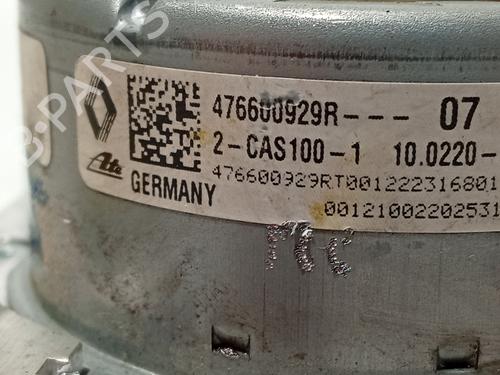 476600929R--- 07
2-CAS100-1 10.0220-
Ate
476600929RT001222316801
GERMANY
00121002202531
B-PARTS